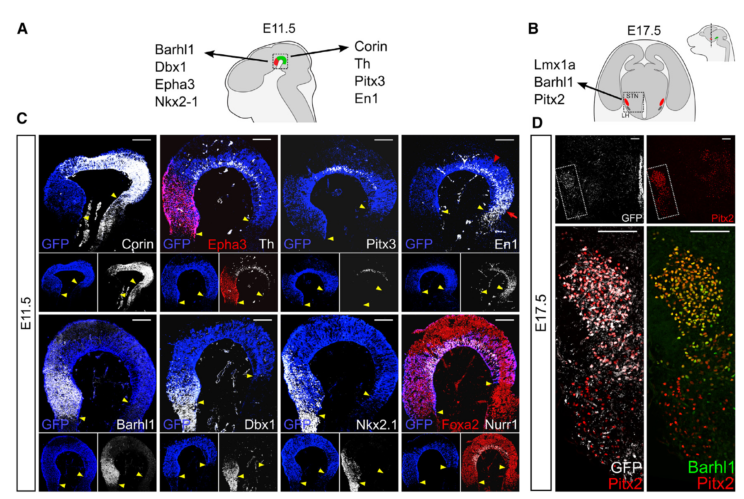 A
E11.5
Barhl1
Dbx1
Epha3
Nkx2-1
Corin
Th
Pitx3
En1
B
E17.5
Lmx1a
Barhl1
Pitx2
STN
LH
C
E11.5
GFP Corin
GFP Epha3 Th
GFP Pitx3
GFP En1
GFP Barhl1
GFP Dbx1
GFP Nkx2.1
GFP Foxa2 Nurr1
D
E17.5
GFP
Pitx2
GFP
Pitx2
Barhl1
Pitx2